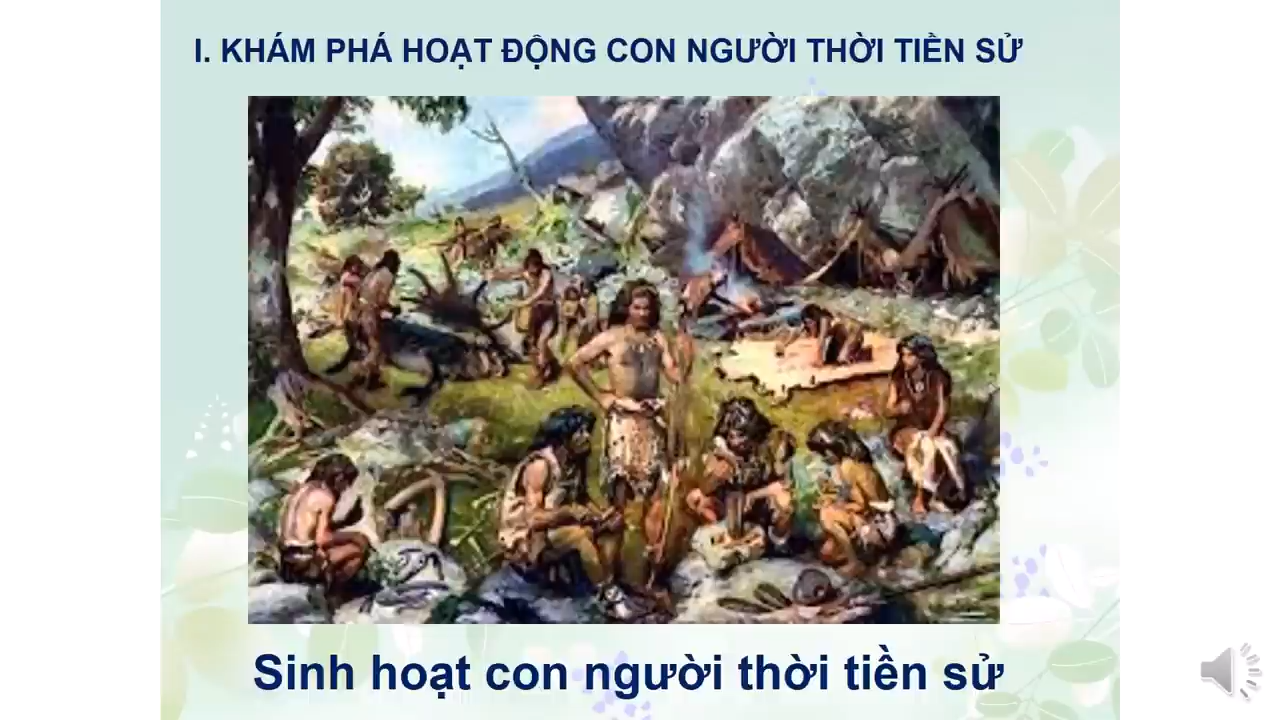 I. KHÁM PHÁ HOẠT ĐỘNG CON NGƯỜI THỜI TIỀN SỬ
Sinh hoạt con người thời tiền sử